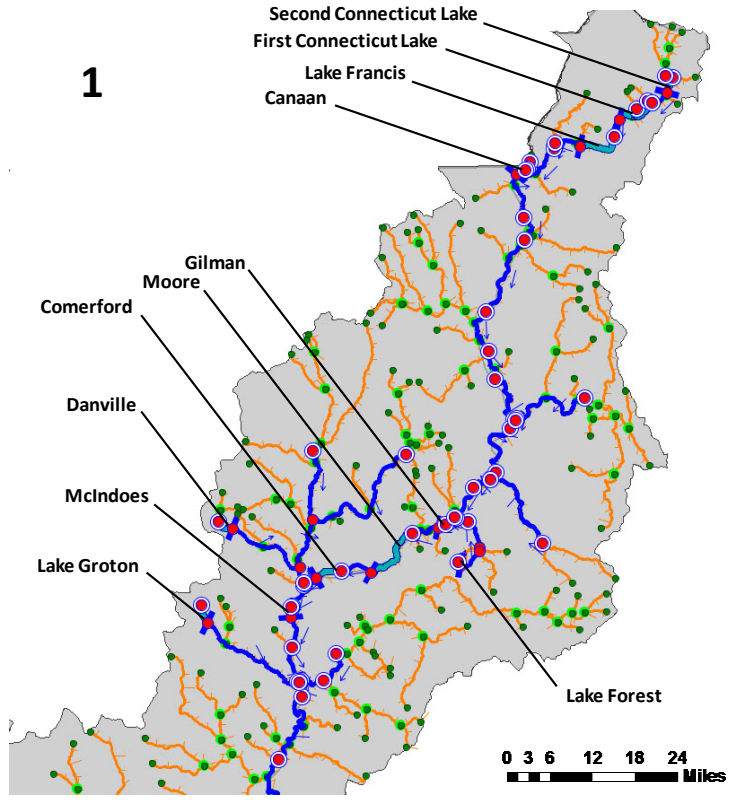 Second Connecticut Lake
First Connecticut Lake
1
Lake Francis
Canaan
Gilman
Moore
Comerford
Danville
McIndoes
Lake Groton
Lake Forest
0 3 6 12 18 24
Miles